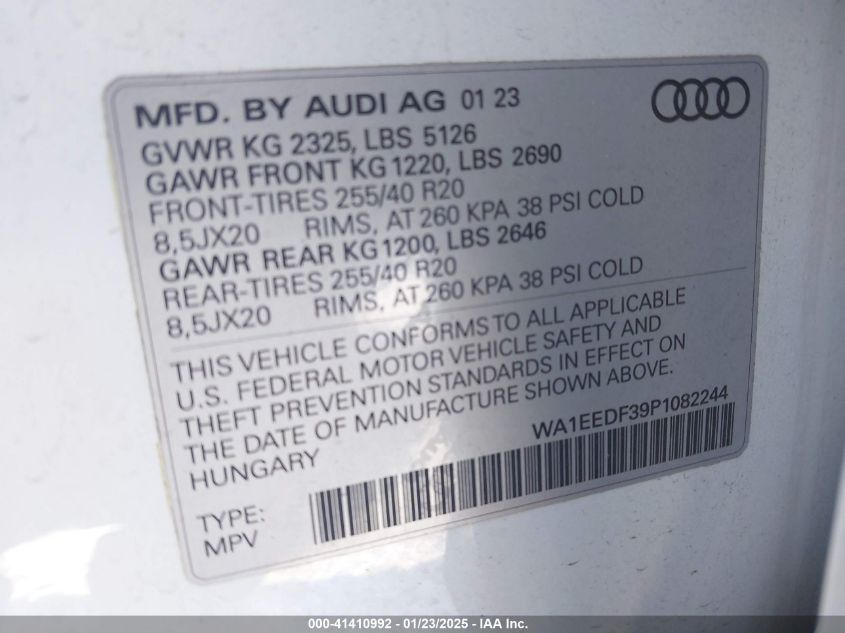 MFD. BY AUDI AG 01 23
GVWR KG 2325, LBS 5126
GAWR FRONT KG 1220, LBS 2690
FRONT-TIRES 255/40 R20
8,5JX20 RIMS, AT 260 KPA 38 PSI COLD
GAWR REAR KG 1200, LBS 2646
REAR-TIRES 255/40 R20
8,5JX20 RIMS, AT 260 KPA 38 PSI COLD
THIS VEHICLE CONFORMS TO ALL APPLICABLE
U.S. FEDERAL MOTOR VEHICLE SAFETY AND
THEFT PREVENTION STANDARDS IN EFFECT ON
THE DATE OF MANUFACTURE SHOWN ABOVE.
HUNGARY WA1EEDF39P1082244
TYPE:
MPV
000-41410992 - 01/23/2025 - IAA Inc.